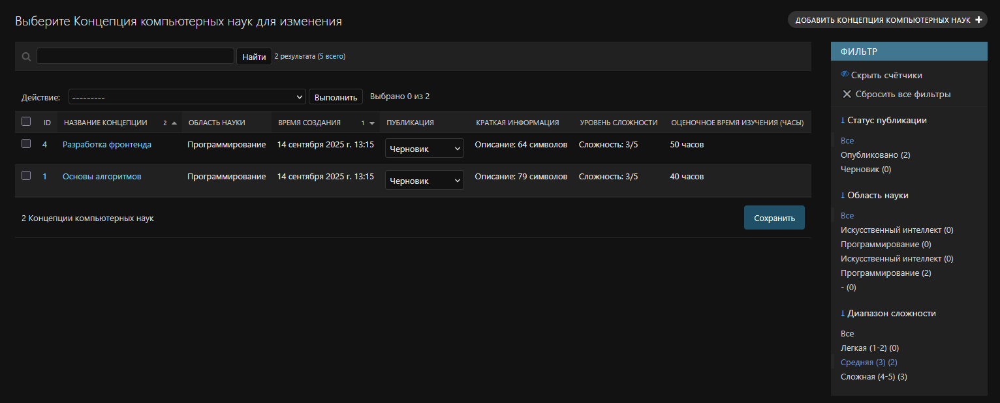 Выберите Концепция компьютерных наук для изменения
ДОБАВИТЬ КОНЦЕПЦИЯ КОМПЬЮТЕРНЫХ НАУК
Найти 2 результата (5 всего)
Действие: --------- Выполнить Выбрано 0 из 2
ID НАЗВАНИЕ КОНЦЕПЦИИ 2 ОБЛАСТЬ НАУКИ ВРЕМЯ СОЗДАНИЯ 1 ПУБЛИКАЦИЯ КРАТКАЯ ИНФОРМАЦИЯ УРОВЕНЬ СЛОЖНОСТИ ОЦЕНОЧНОЕ ВРЕМЯ ИЗУЧЕНИЯ (ЧАСЫ)
4 Разработка фронтенда Программирование 14 сентября 2025 г. 13:15 Черновик Описание: 64 символов Сложность: 3/5 50 часов
1 Основы алгоритмов Программирование 14 сентября 2025 г. 13:15 Черновик Описание: 79 символов Сложность: 3/5 40 часов
2 Концепции компьютерных наук
Сохранить
ФИЛЬТР
Скрыть счётчики
Сбросить все фильтры
↓ Статус публикации
Все
Опубликовано (2)
Черновик (0)
↓ Область науки
Все
Искусственный интеллект (0)
Программирование (0)
Искусственный интеллект (0)
Программирование (2)
- (0)
↓ Диапазон сложности
Все
Легкая (1-2) (0)
Средняя (3) (2)
Сложная (4-5) (3)